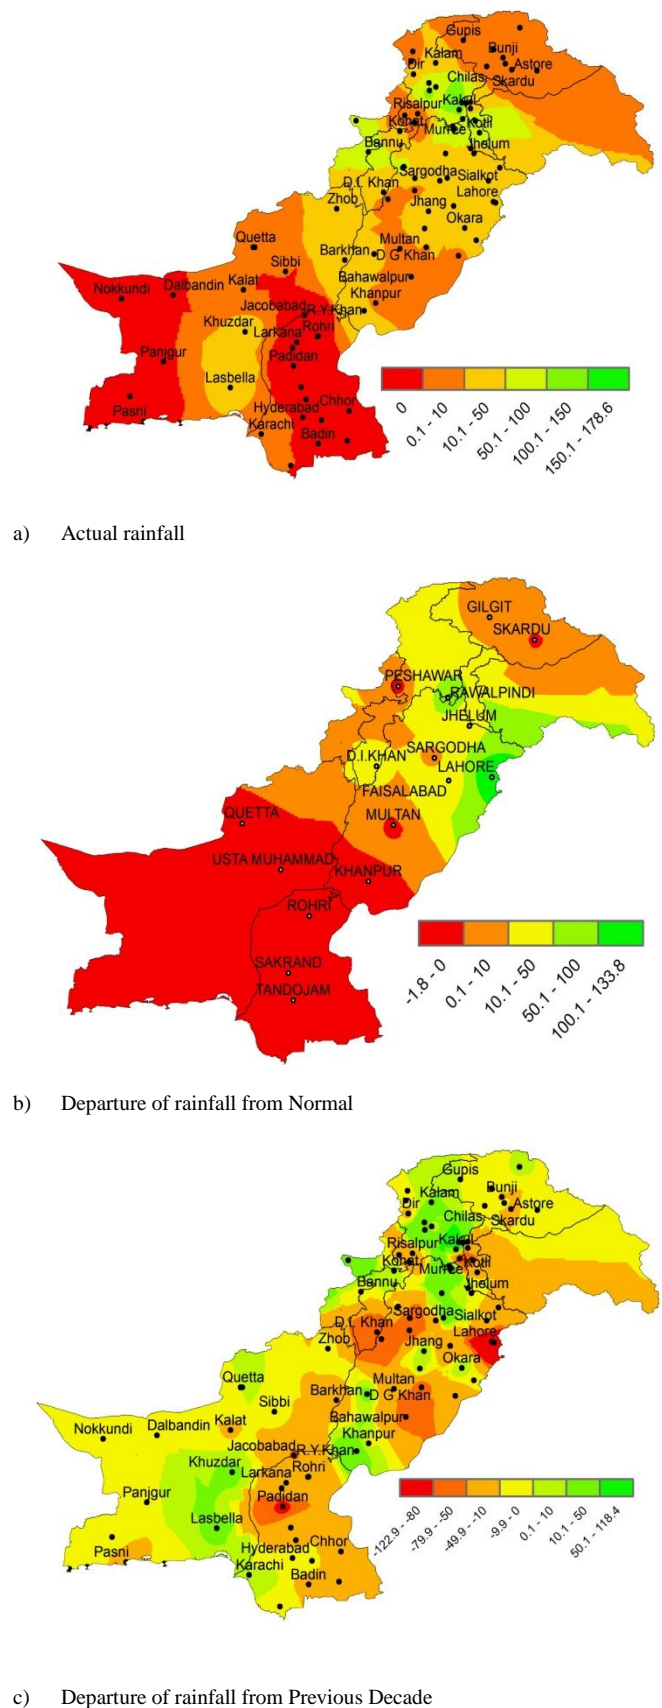 Gupis
Kalam
Bunji
Dir
Astore
Chilas
Skardu
Kakul
Risalpur
Kohat
Kotli
Murree
Bannu
Jhelum
Sargodha
Sialkot
D.I. Khan
Zhob
Lahore
Jhang
Okara
Quetta
Multan
Barkhan
D G Khan
Sibbi
Bahawalpur
Nokkundi
Dalbandin
Kalat
Khanpur
Jacobabad
R.Y.Khan
Khuzdar
Larkana
Rohri
Panjgur
Padidan
Lasbella
Pasni
Hyderabad
Chhor
Karachi
Badin
0
0.1 - 10
10.1 - 50
50.1 - 100
100.1 - 150
150.1 - 178.6
a) Actual rainfall
GILGIT
SKARDU
PESHAWAR
RAWALPINDI
JHELUM
SARGODHA
D.I.KHAN
LAHORE
FAISALABAD
MULTAN
QUETTA
USTA MUHAMMAD
KHANPUR
ROHRI
SAKRAND
TANDOJAM
-1.8 - 0
0.1 - 10
10.1 - 50
50.1 - 100
100.1 - 133.8
b) Departure of rainfall from Normal
Gupis
Bunji
Kalam
Dir
Astore
Chilas
Skardu
Kakul
Risalpur
Kohat
Kotli
Murree
Bannu
Jhelum
Sargodha
Sialkot
D.I. Khan
Lahore
Zhob
Jhang
Okara
Quetta
Multan
Barkhan
D G Khan
Sibbi
Bahawalpur
Nokkundi
Dalbandin
Kalat
Khanpur
Jacobabad
R.Y.Khan
Khuzdar
Larkana
Rohri
Panjgur
Padidan
Lasbella
Pasni
Hyderabad
Chhor
Karachi
Badin
-122.9 - -80
-79.9 - -50
-49.9 - -10
-9.9 - 0
0.1 - 10
10.1 - 50
50.1 - 118.4
c) Departure of rainfall from Previous Decade